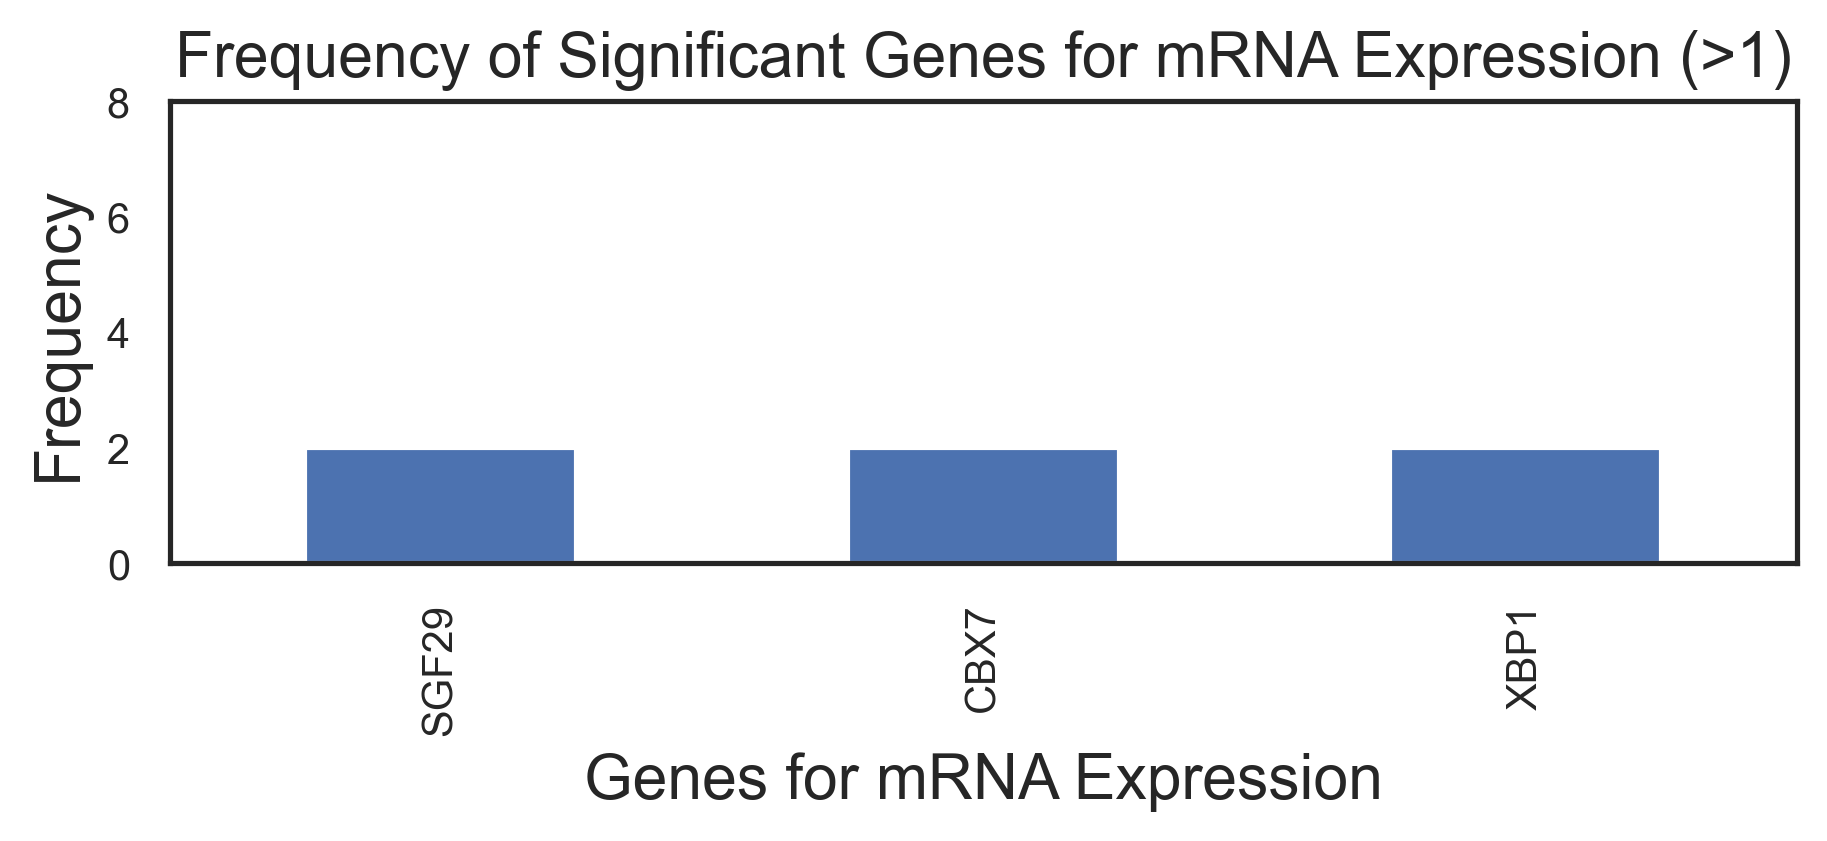 Frequency of Significant Genes for mRNA Expression (>1)
Frequency
8
6
4
2
0
SGF29
CBX7
XBP1
Genes for mRNA Expression